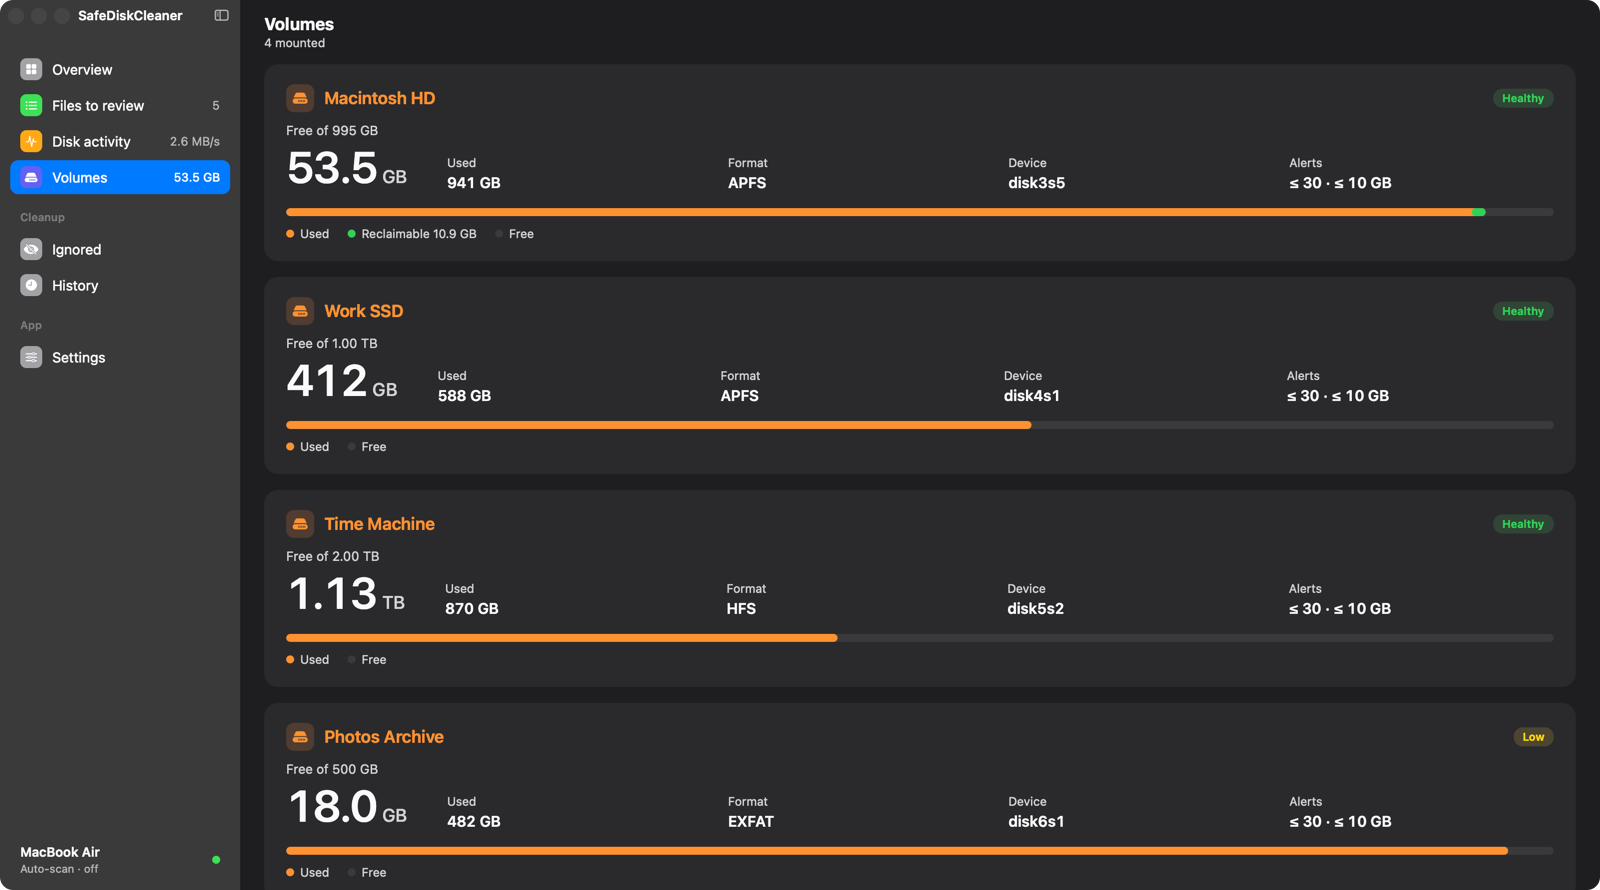 SafeDiskCleaner
Overview
Files to review 5
Disk activity 2.6 MB/s
Volumes 53.5 GB
Cleanup
Ignored
History
App
Settings
MacBook Air
Auto-scan · off
Volumes
4 mounted
Macintosh HD
Healthy
Free of 995 GB
53.5 GB
Used
941 GB
Format
APFS
Device
disk3s5
Alerts
≤ 30 · ≤ 10 GB
Used Reclaimable 10.9 GB Free
Work SSD
Healthy
Free of 1.00 TB
412 GB
Used
588 GB
Format
APFS
Device
disk4s1
Alerts
≤ 30 · ≤ 10 GB
Used Free
Time Machine
Healthy
Free of 2.00 TB
1.13 TB
Used
870 GB
Format
HFS
Device
disk5s2
Alerts
≤ 30 · ≤ 10 GB
Used Free
Photos Archive
Low
Free of 500 GB
18.0 GB
Used
482 GB
Format
EXFAT
Device
disk6s1
Alerts
≤ 30 · ≤ 10 GB
Used Free